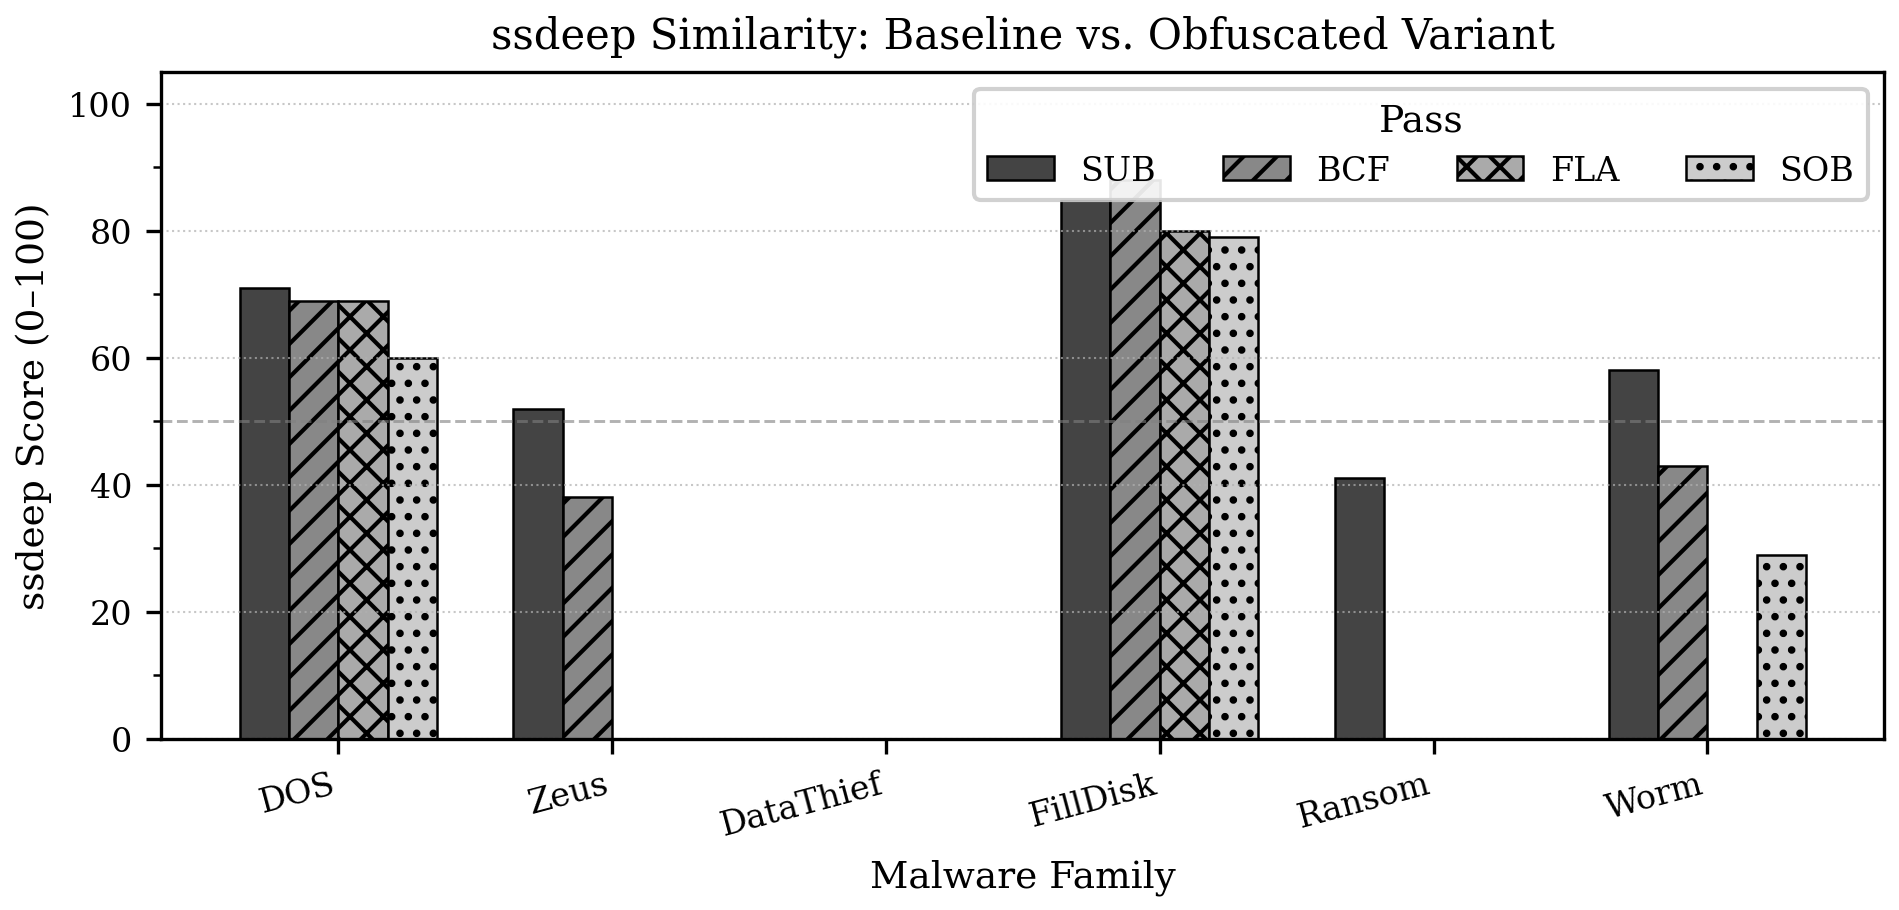 ssdeep Similarity: Baseline vs. Obfuscated Variant
Pass
SUB BCF FLA SOB
ssdeep Score (0–100)
100
80
60
40
20
0
DOS Zeus DataThief FillDisk Ransom Worm
Malware Family